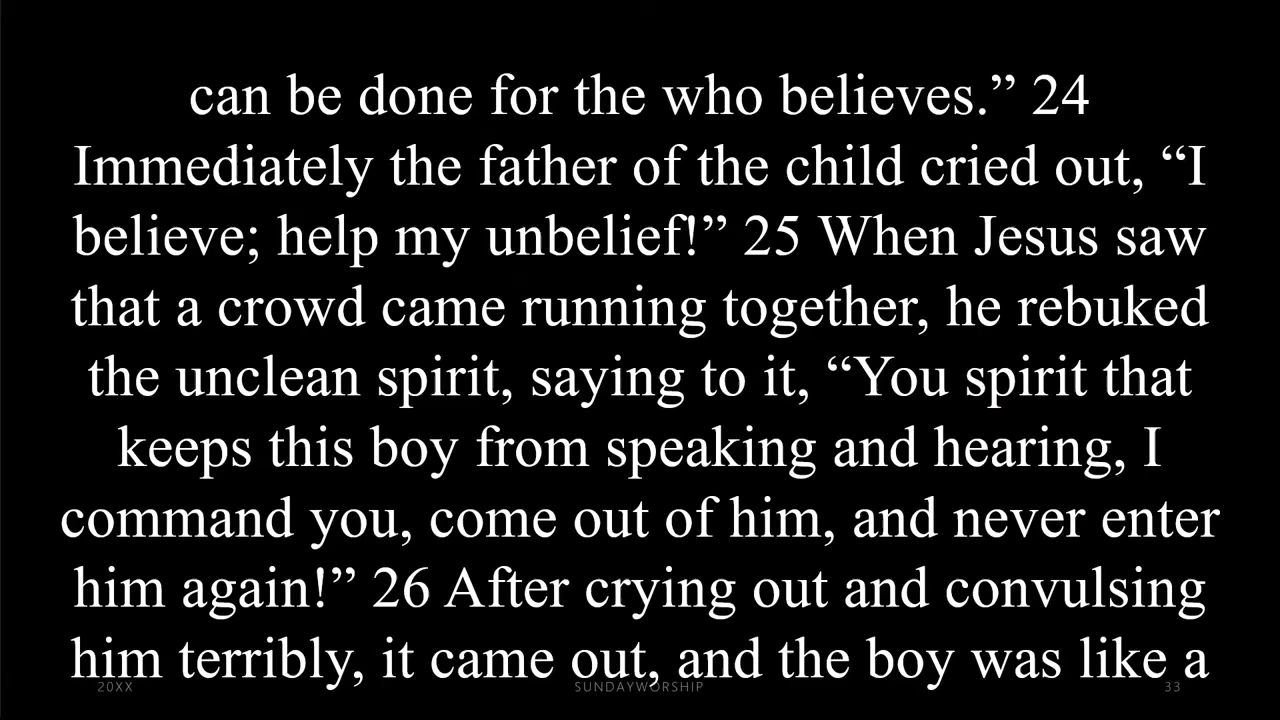 can be done for the who believes.” 24
Immediately the father of the child cried out, “I
believe; help my unbelief!” 25 When Jesus saw
that a crowd came running together, he rebuked
the unclean spirit, saying to it, “You spirit that
keeps this boy from speaking and hearing, I
command you, come out of him, and never enter
him again!” 26 After crying out and convulsing
him terribly, it came out, and the boy was like a
20XX SUNDAYWORSHIP 33